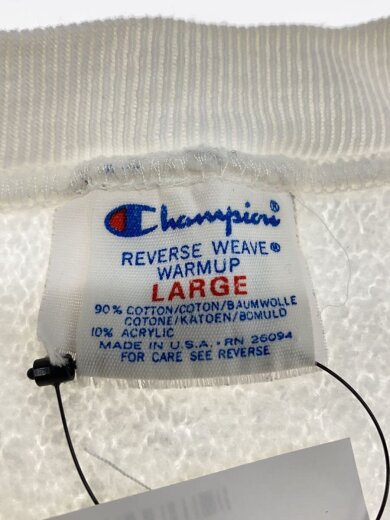 Champion
REVERSE WEAVE®
WARMUP
LARGE
90% COTTON/COTON/BAUMWOLLE
COTONE/KATOEN/BOMULD
10% ACRYLIC
MADE IN U.S.A. · RN 26094
FOR CARE SEE REVERSE